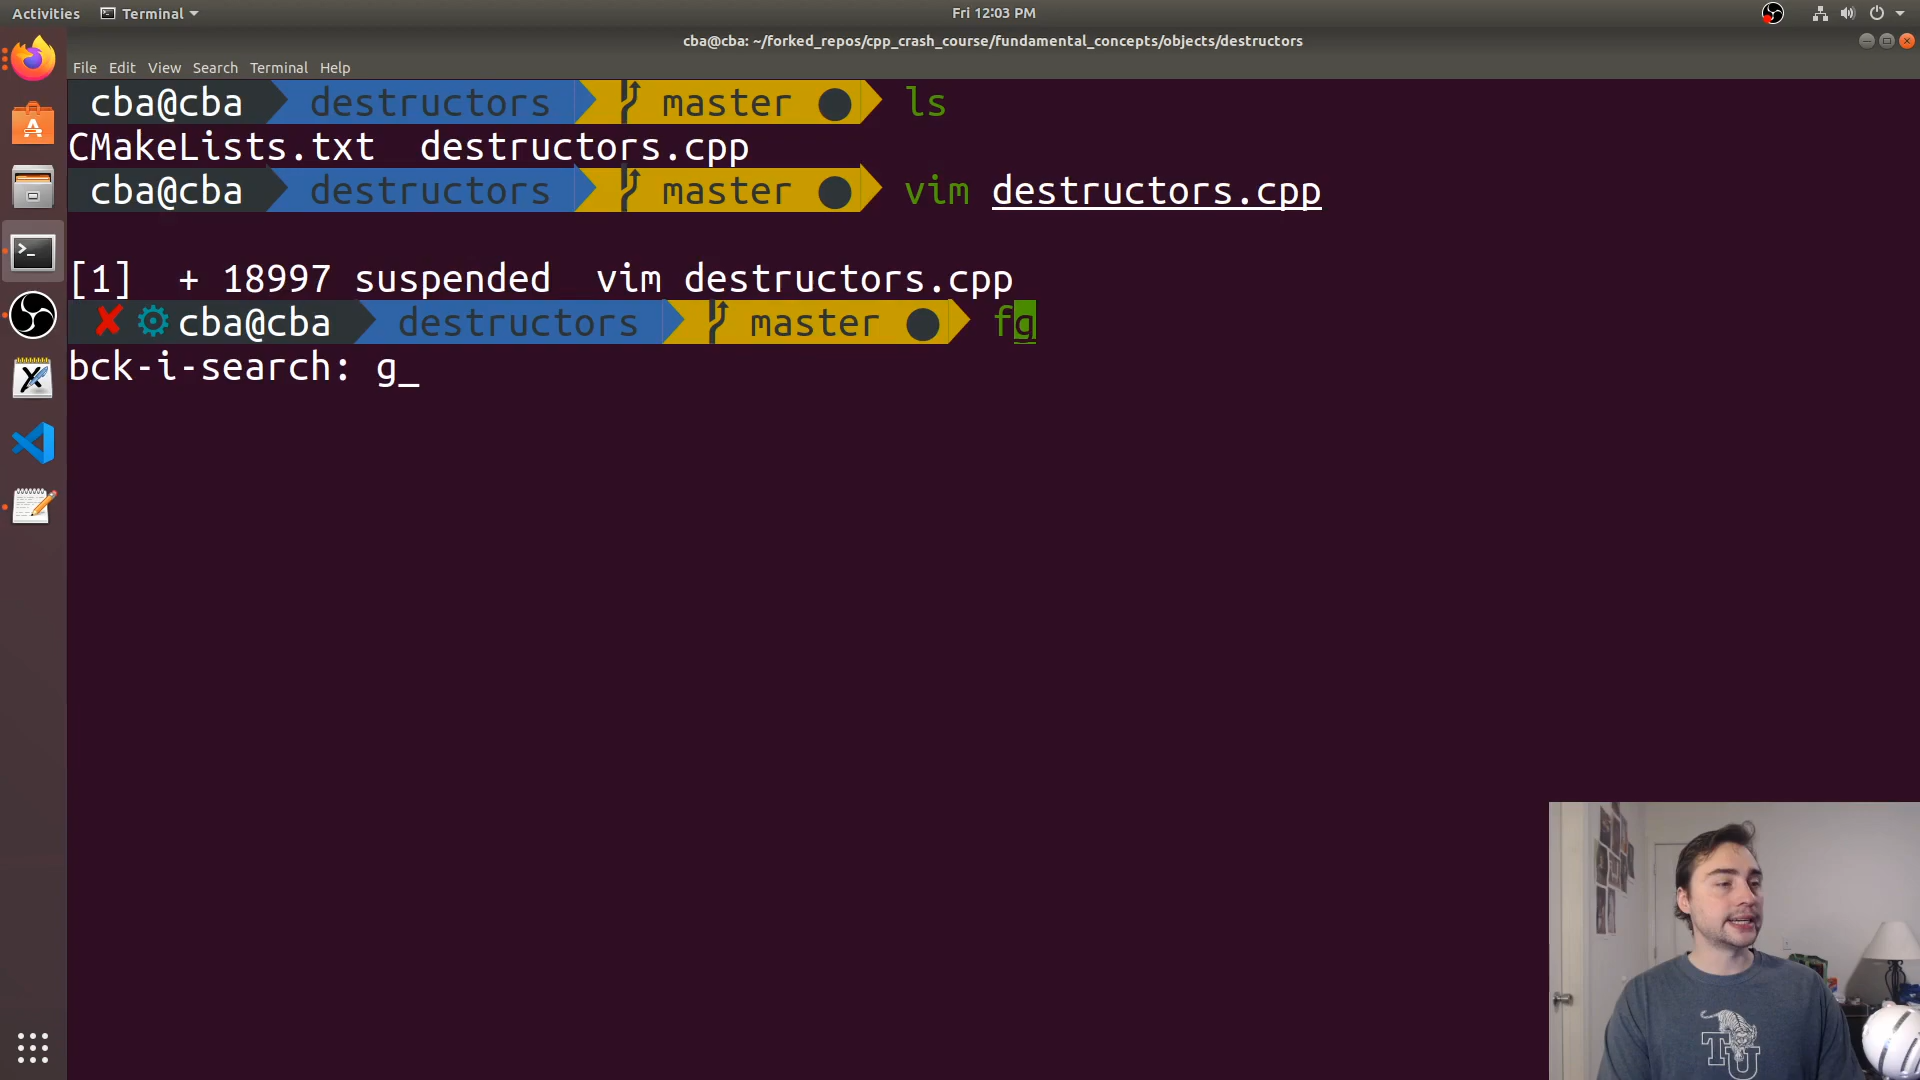 Activities Terminal Fri 12:03 PM
cba@cba: ~/forked_repos/cpp_crash_course/fundamental_concepts/objects/destructors
File Edit View Search Terminal Help
cba@cba destructors master ls
CMakeLists.txt destructors.cpp
cba@cba destructors master vim destructors.cpp
[1] + 18997 suspended vim destructors.cpp
cba@cba destructors master fg
bck-i-search: g_
TU